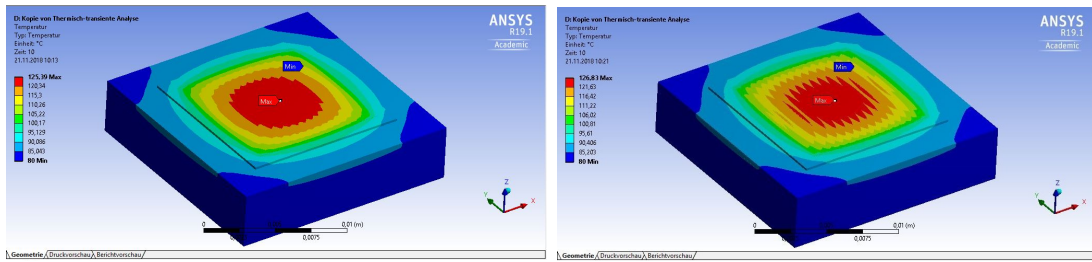 D: Kopie von Thermisch-transiente Analyse
Temperatur
Typ: Temperatur
Einheit: °C
Zeit: 10
21.11.2018 10:13
125,39 Max
120,34
115,3
110,26
105,22
100,17
95,129
90,086
85,043
80 Min
ANSYS
R19.1
Academic
Min
Max
Z
Y
X
0
0,01 (m)
0,0075
Geometrie Druckvorschau Berichtvorschau
D: Kopie von Thermisch-transiente Analyse
Temperatur
Typ: Temperatur
Einheit: °C
Zeit: 10
21.11.2018 10:21
126,83 Max
121,63
116,42
111,22
106,02
100,81
95,61
90,406
85,203
80 Min
ANSYS
R19.1
Academic
Min
Max
Z
Y
X
0
0,01 (m)
0,0075
Geometrie Druckvorschau Berichtvorschau